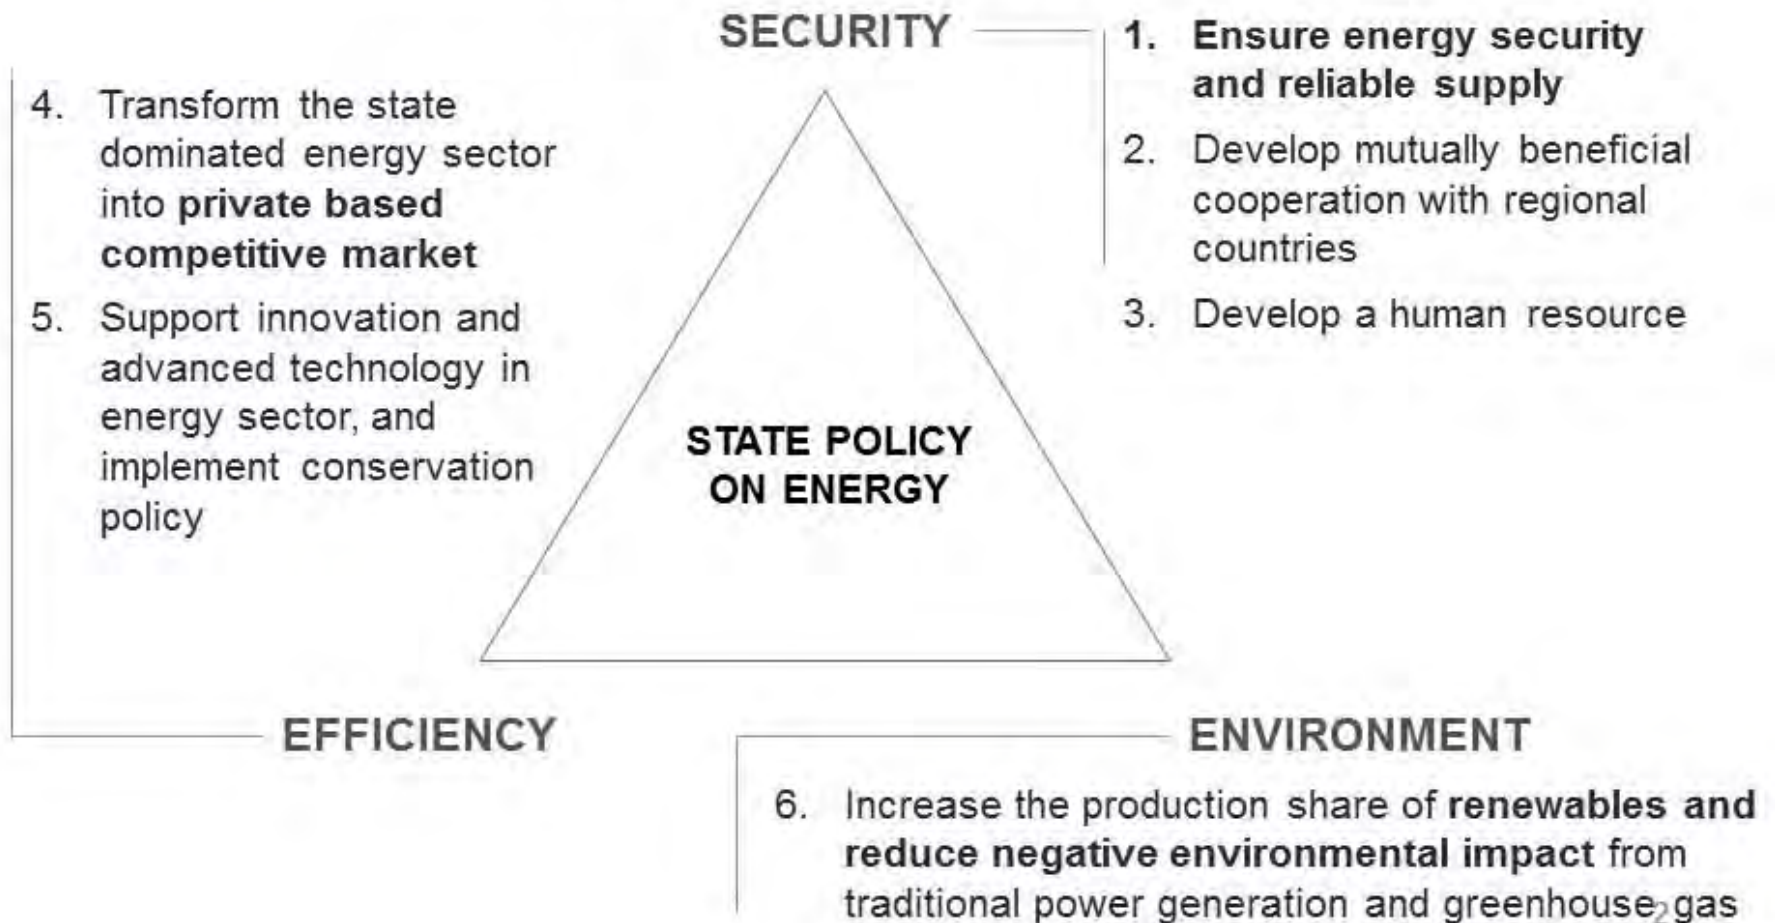 SECURITY
1. Ensure energy security
and reliable supply
2. Develop mutually beneficial
cooperation with regional
countries
3. Develop a human resource
4. Transform the state
dominated energy sector
into private based
competitive market
5. Support innovation and
advanced technology in
energy sector, and
implement conservation
policy
STATE POLICY
ON ENERGY
EFFICIENCY
ENVIRONMENT
6. Increase the production share of renewables and
reduce negative environmental impact from
traditional power generation and greenhouse gas
2